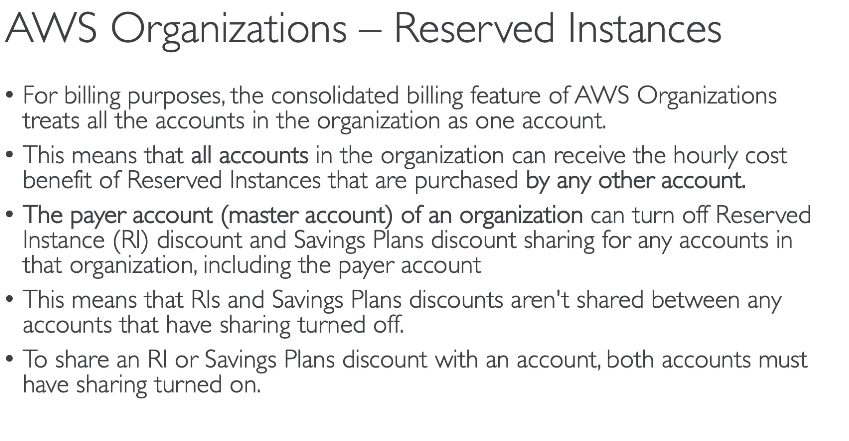 AWS Organizations – Reserved Instances
• For billing purposes, the consolidated billing feature of AWS Organizations
treats all the accounts in the organization as one account.
• This means that all accounts in the organization can receive the hourly cost
benefit of Reserved Instances that are purchased by any other account.
• The payer account (master account) of an organization can turn off Reserved
Instance (RI) discount and Savings Plans discount sharing for any accounts in
that organization, including the payer account
• This means that RIs and Savings Plans discounts aren't shared between any
accounts that have sharing turned off.
• To share an RI or Savings Plans discount with an account, both accounts must
have sharing turned on.